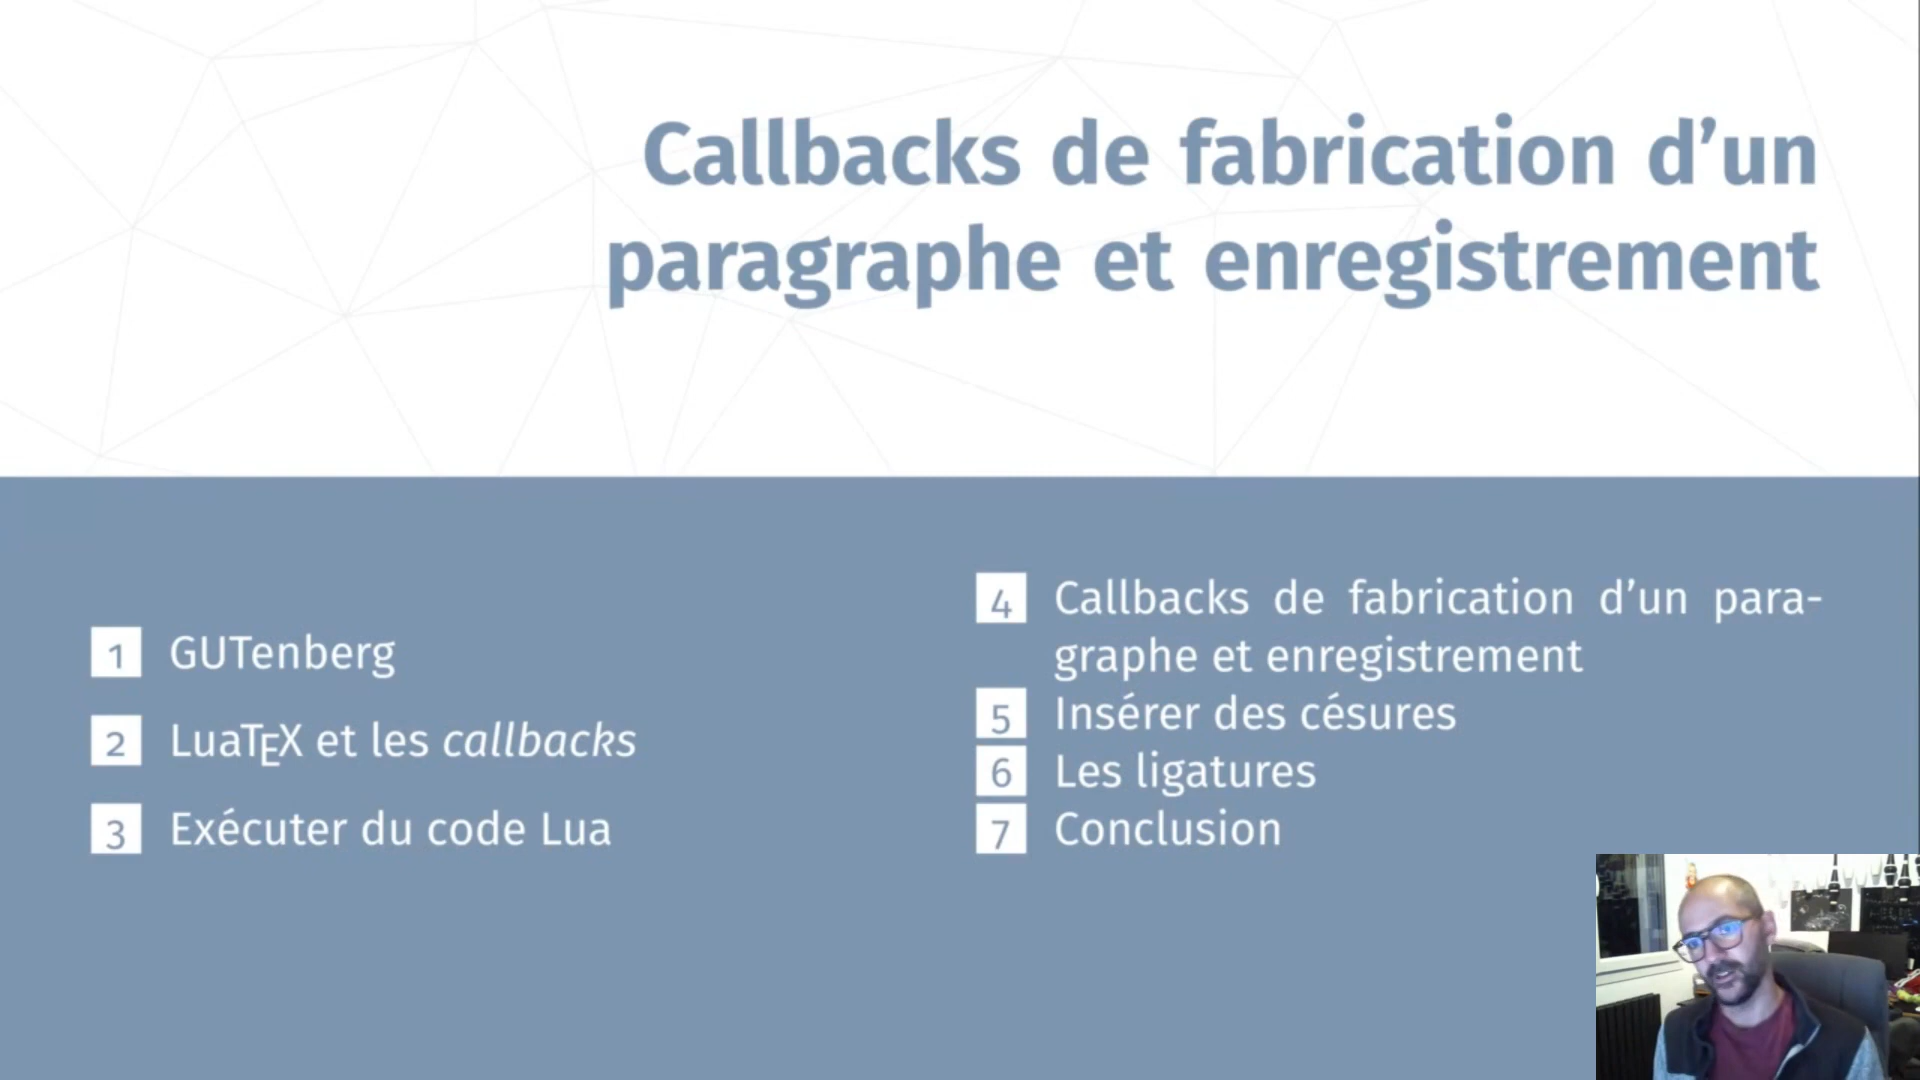 Callbacks de fabrication d’un
paragraphe et enregistrement
1 GUTenberg
2 LuaTEX et les callbacks
3 Exécuter du code Lua
4 Callbacks de fabrication d’un para-
graphe et enregistrement
5 Insérer des césures
6 Les ligatures
7 Conclusion